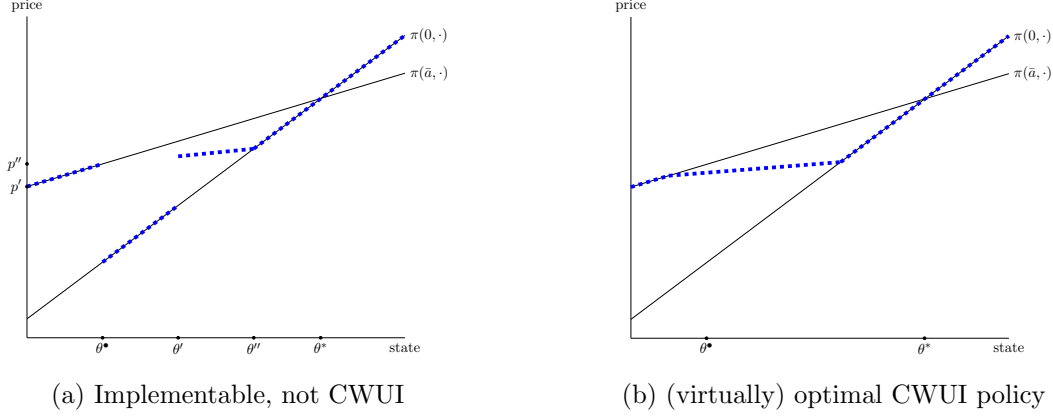 price
π(0, ·)
π(ā, ·)
p′′
p′
θ• θ′ θ′′ θ* state
(a) Implementable, not CWUI
price
π(0, ·)
π(ā, ·)
θ• θ* state
(b) (virtually) optimal CWUI policy